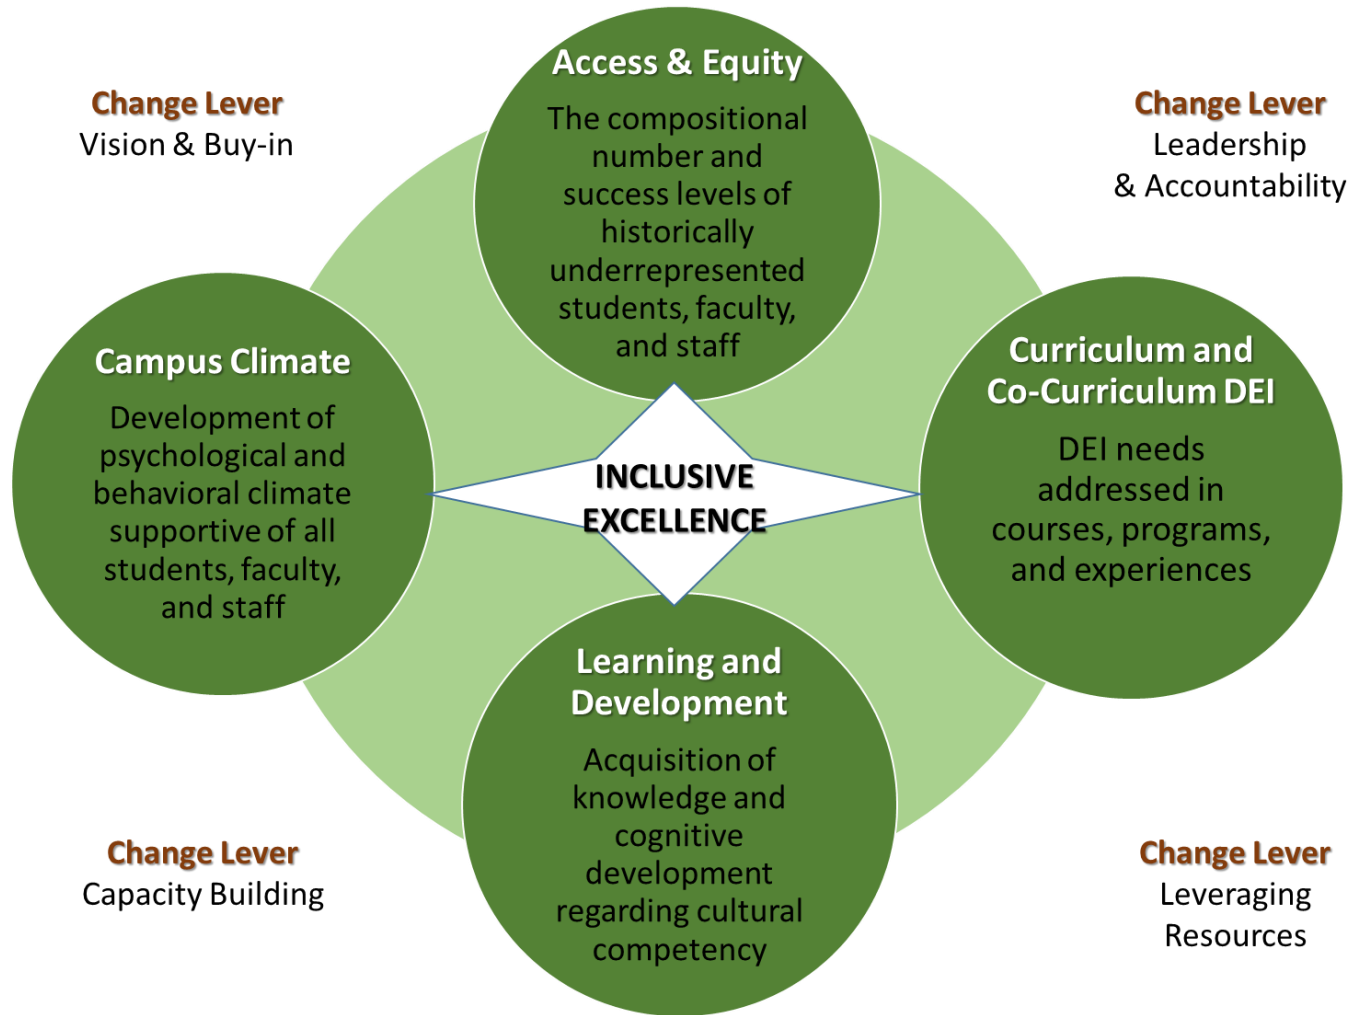 Access & Equity
The compositional
number and
success levels of
historically
underrepresented
students, faculty,
and staff
Change Lever
Vision & Buy-in
Change Lever
Leadership
& Accountability
Campus Climate
Development of
psychological and
behavioral climate
supportive of all
students, faculty,
and staff
INCLUSIVE
EXCELLENCE
Curriculum and
Co-Curriculum DEI
DEI needs
addressed in
courses, programs,
and experiences
Learning and
Development
Acquisition of
knowledge and
cognitive
development
regarding cultural
competency
Change Lever
Capacity Building
Change Lever
Leveraging
Resources